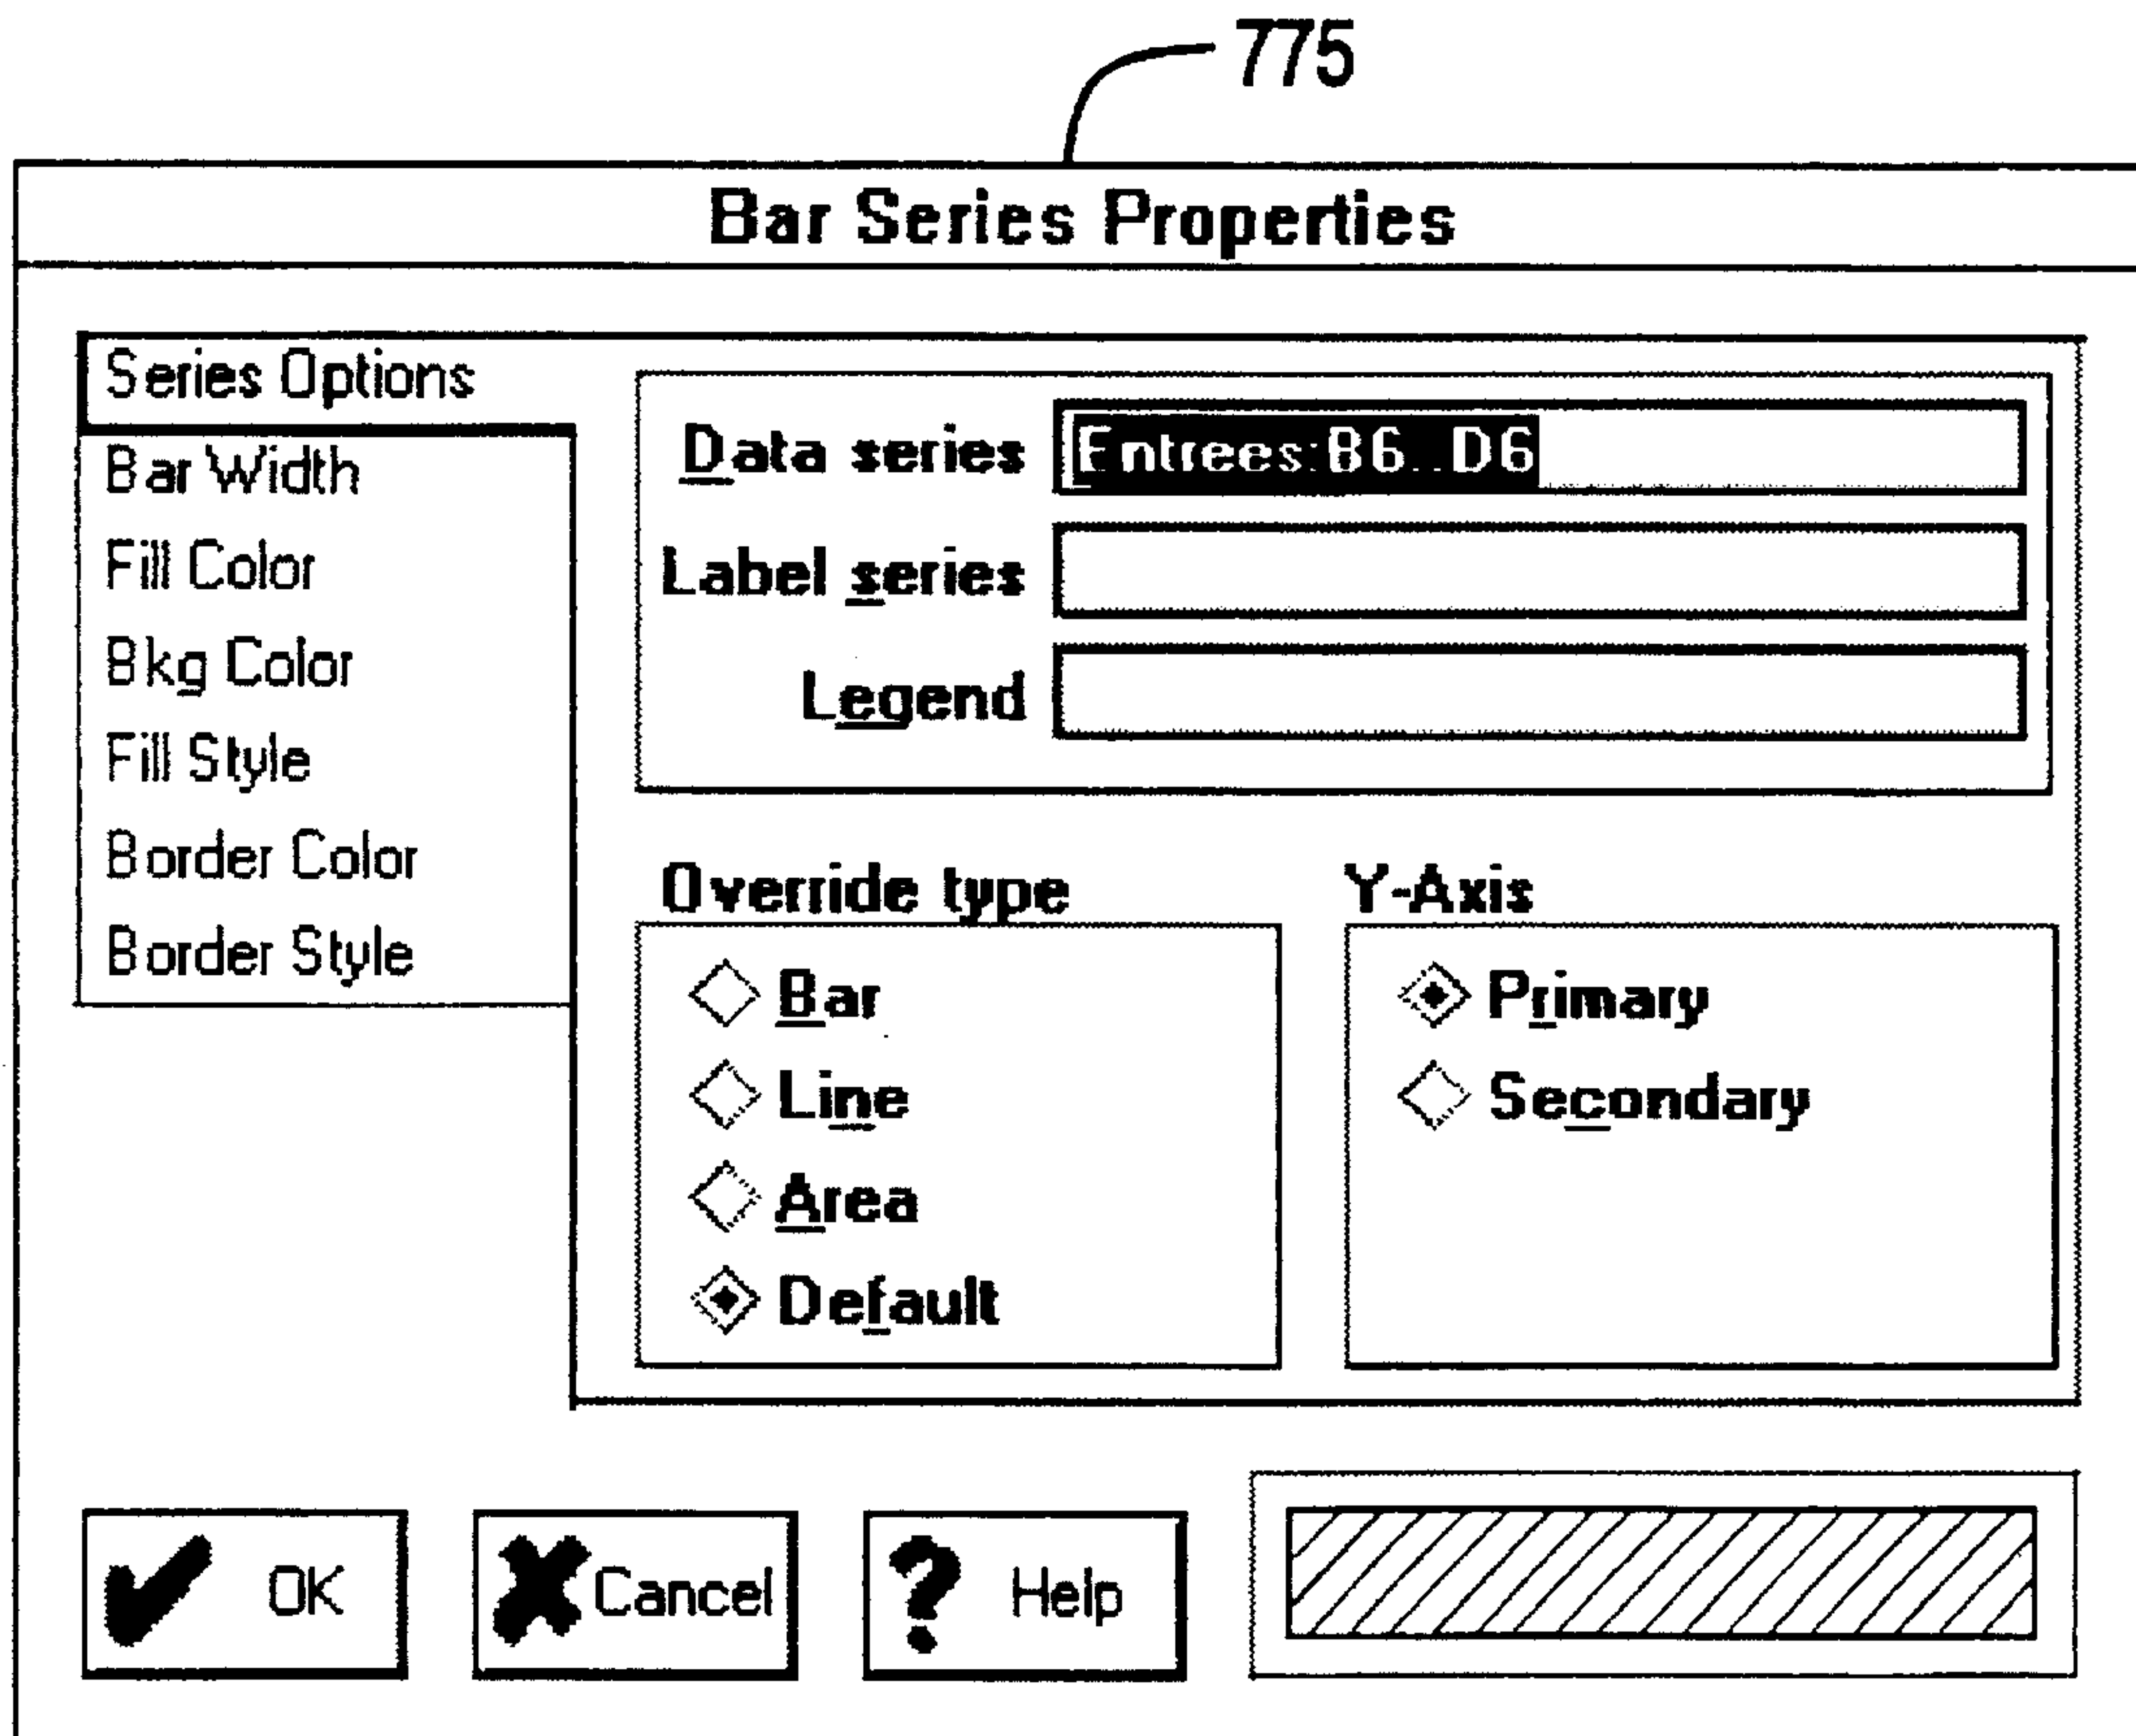 775
Bar Series Properties
Series Options
Bar Width
Fill Color
Bkg Color
Fill Style
Border Color
Border Style
Data series Entrees:B6..D6
Label series
Legend
Override type
Bar
Line
Area
Default
Y-Axis
Primary
Secondary
OK
Cancel
? Help